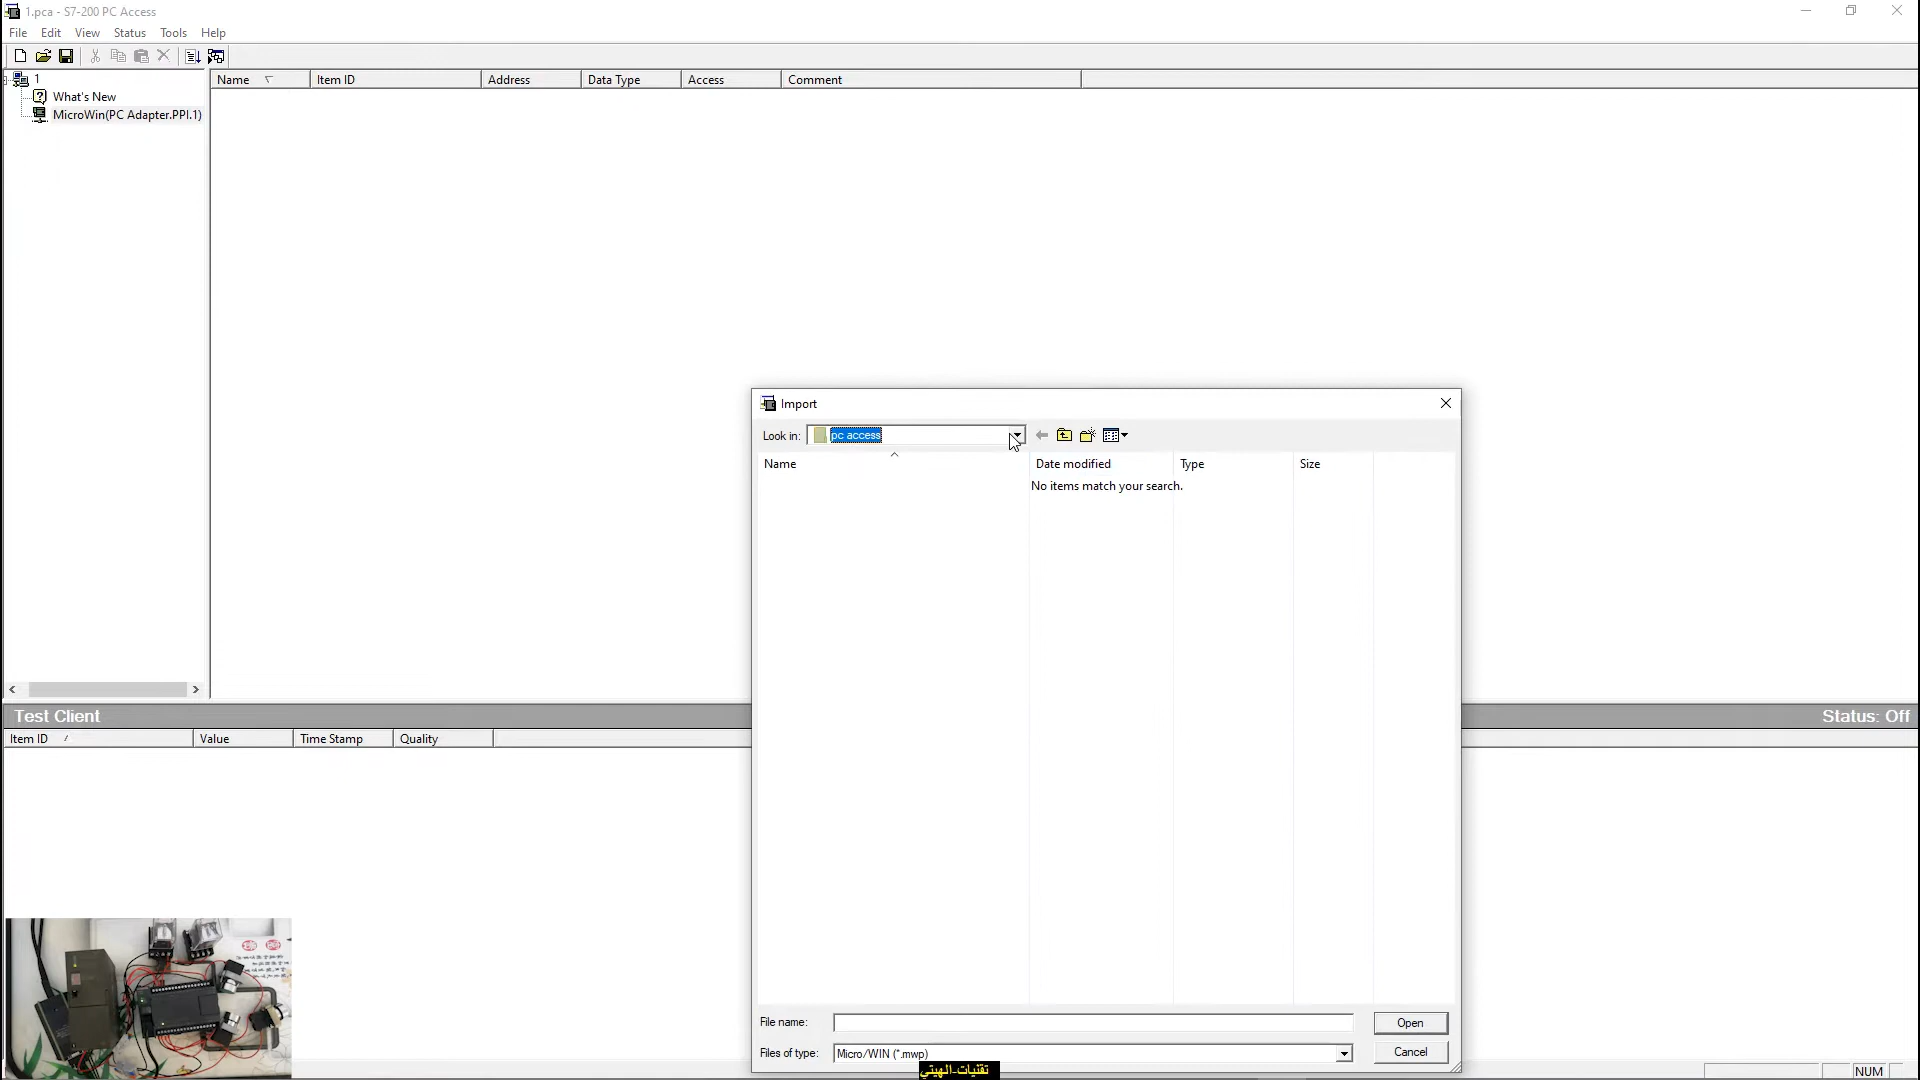 1.pca - S7-200 PC Access
File Edit View Status Tools Help
1
What's New
MicroWin(PC Adapter.PPI.1)
Name Item ID Address Data Type Access Comment
Import
Look in: pc access
Name Date modified Type Size
No items match your search.
File name: Open
Files of type: Micro/WIN (*.mwp) Cancel
Test Client Status: Off
Item ID Value Time Stamp Quality
تقنيات-الهيتي
NUM